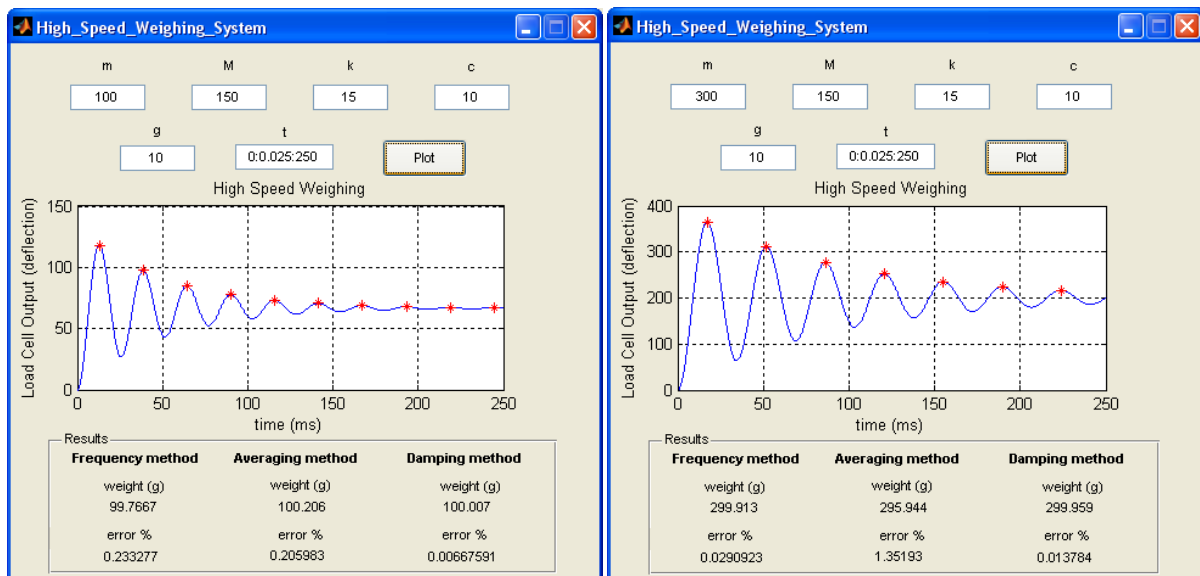 High_Speed_Weighing_System
m M k c
100 150 15 10
g t
10 0:0.025:250 Plot
High Speed Weighing
Load Cell Output (deflection)
150
100
50
0
0 50 100 150 200 250
time (ms)
Results
Frequency method Averaging method Damping method
weight (g) weight (g) weight (g)
99.7667 100.206 100.007
error % error % error %
0.233277 0.205983 0.00667591
High_Speed_Weighing_System
m M k c
300 150 15 10
g t
10 0:0.025:250 Plot
High Speed Weighing
Load Cell Output (deflection)
400
300
200
100
0
0 50 100 150 200 250
time (ms)
Results
Frequency method Averaging method Damping method
weight (g) weight (g) weight (g)
299.913 295.944 299.959
error % error % error %
0.0290923 1.35193 0.013784